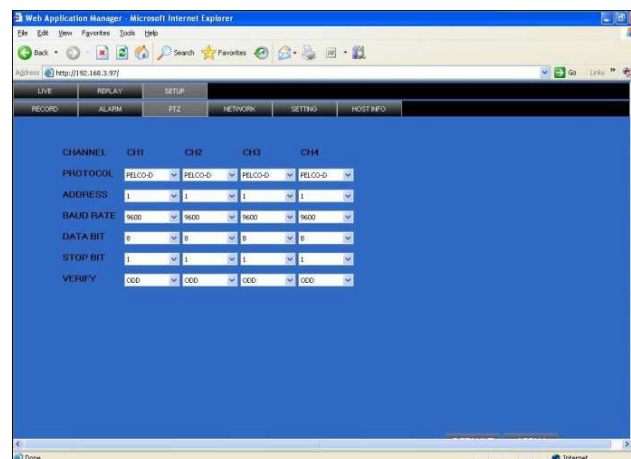 Web Application Manager - Microsoft Internet Explorer
File Edit View Favorites Tools Help
Back Search Favorites
Address http://192.168.3.97/ Go Links »
LIVE REPLAY SETUP
RECORD ALARM PTZ NETWORK SETTING HOST INFO
CHANNEL CH1 CH2 CH3 CH4
PROTOCOL PELCO-D PELCO-D PELCO-D PELCO-D
ADDRESS 1 1 1 1
BAUD RATE 9600 9600 9600 9600
DATA BIT 8 8 8 8
STOP BIT 1 1 1 1
VERIFY ODD ODD ODD ODD
Done Internet